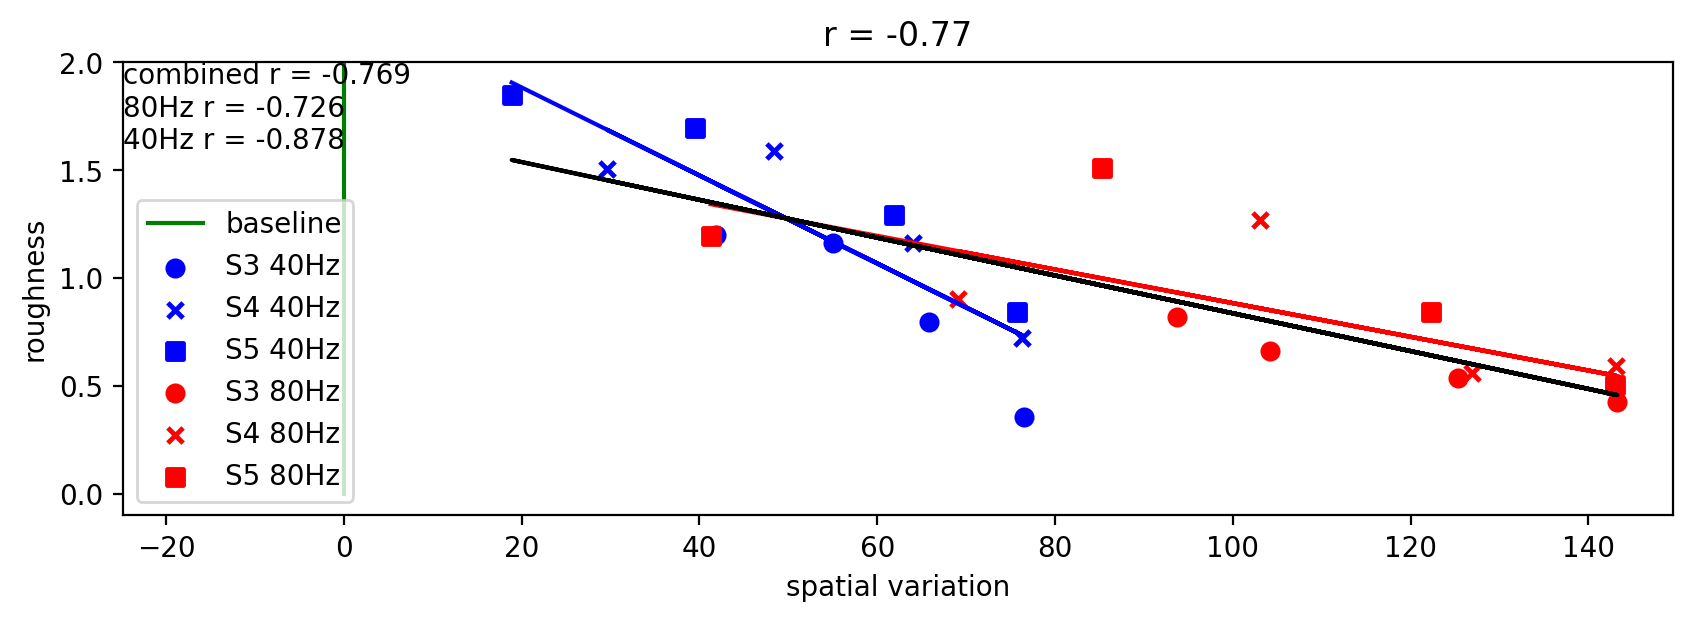 r = -0.77
combined r = -0.769
80Hz r = -0.726
40Hz r = -0.878
baseline
S3 40Hz
S4 40Hz
S5 40Hz
S3 80Hz
S4 80Hz
S5 80Hz
roughness
2.0
1.5
1.0
0.5
0.0
−20 0 20 40 60 80 100 120 140
spatial variation